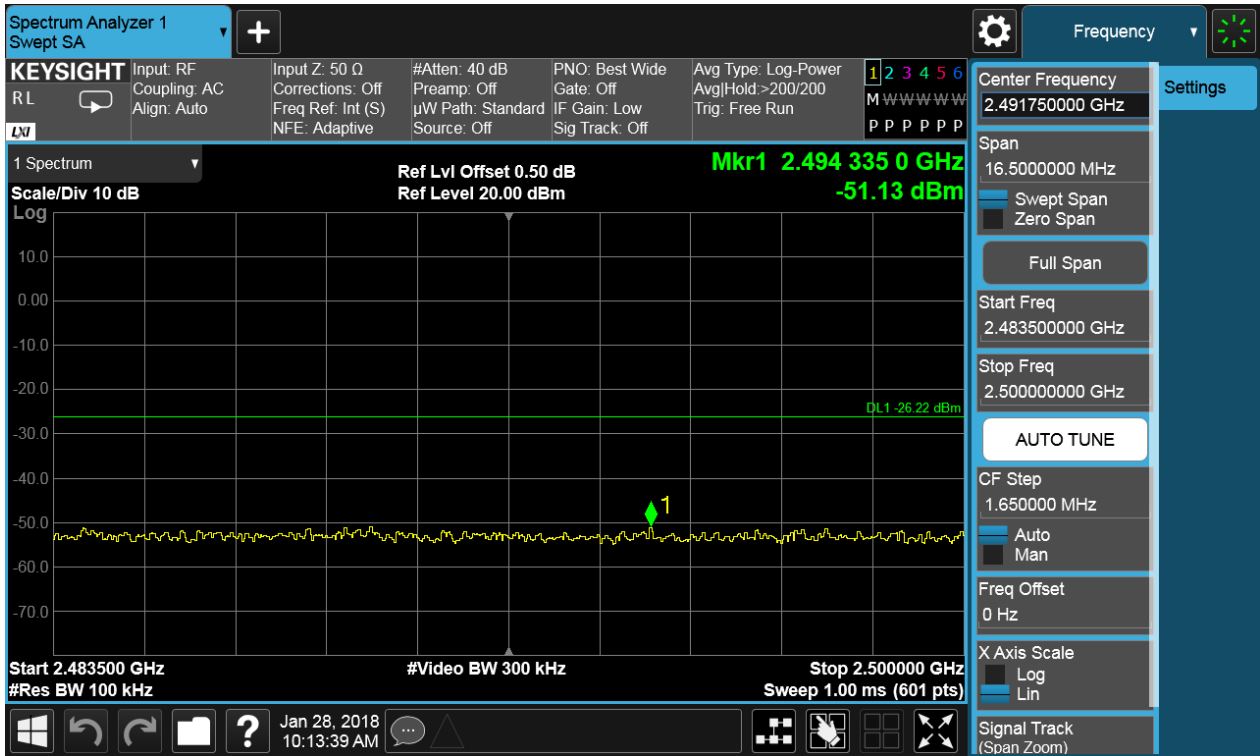 Spectrum Analyzer 1
Swept SA
+
Frequency
KEYSIGHT
RL
LXI
Input: RF
Coupling: AC
Align: Auto
Input Z: 50 Ω
Corrections: Off
Freq Ref: Int (S)
NFE: Adaptive
#Atten: 40 dB
Preamp: Off
µW Path: Standard
Source: Off
PNO: Best Wide
Gate: Off
IF Gain: Low
Sig Track: Off
Avg Type: Log-Power
Avg|Hold:>200/200
Trig: Free Run
1 2 3 4 5 6
M W W W W W
P P P P P P
1 Spectrum
Scale/Div 10 dB
Log
Ref Lvl Offset 0.50 dB
Ref Level 20.00 dBm
Mkr1 2.494 335 0 GHz
-51.13 dBm
10.0
0.00
-10.0
-20.0
DL1 -26.22 dBm
-30.0
-40.0
1
-50.0
-60.0
-70.0
Start 2.483500 GHz
#Res BW 100 kHz
#Video BW 300 kHz
Stop 2.500000 GHz
Sweep 1.00 ms (601 pts)
?
Jan 28, 2018
10:13:39 AM
Center Frequency
2.491750000 GHz
Span
16.5000000 MHz
Swept Span
Zero Span
Full Span
Start Freq
2.483500000 GHz
Stop Freq
2.500000000 GHz
AUTO TUNE
CF Step
1.650000 MHz
Auto
Man
Freq Offset
0 Hz
X Axis Scale
Log
Lin
Signal Track
(Span Zoom)
Settings